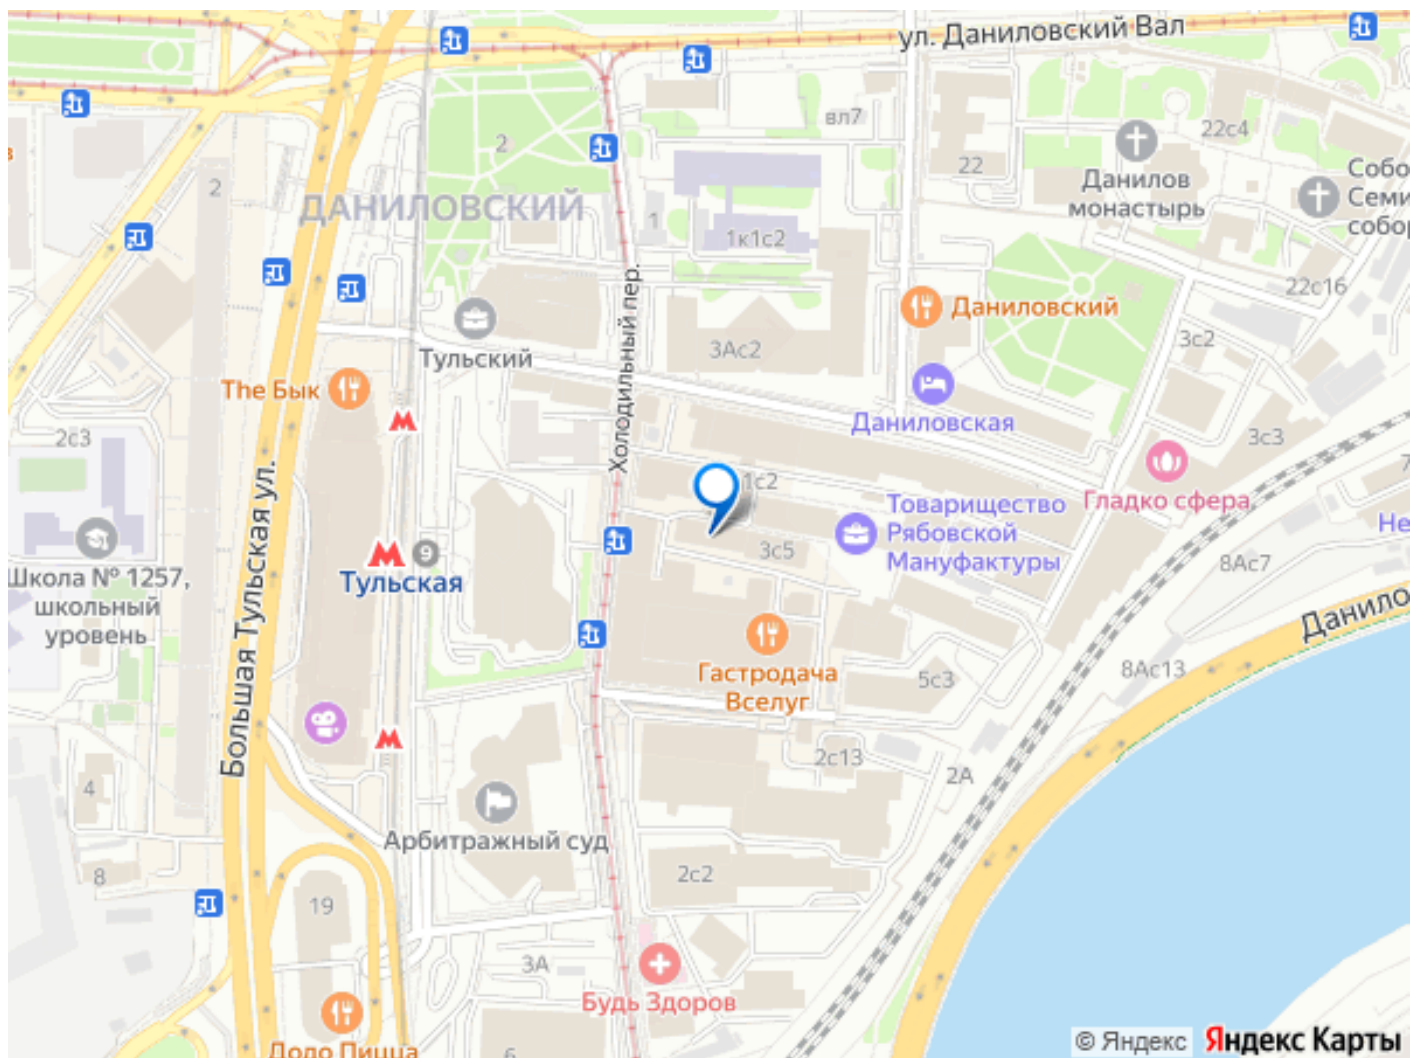 ул. Даниловский Вал
вл7
22с4
2
22
Данилов
монастырь
Собо
Семи
собор
2
ДАНИЛОВСКИЙ
1
1к1с2
22с16
Даниловский
Холодильный пер.
3с2
3Ас2
Тульский
The Бык
Даниловская
2с3
3с3
1с2
Гладко сфера
Товарищество
Рябовской
Мануфактуры
Не
3с5
9
Тульская
Школа № 1257,
школьный
уровень
8Ас7
Данило
Большая Тульская ул.
Гастродача
Вселуг
5с3
8Ас13
2с13
2А
4
Арбитражный суд
8
2с2
19
3А
Будь Здоров
Додо Пицца
6
© Яндекс Яндекс Карты